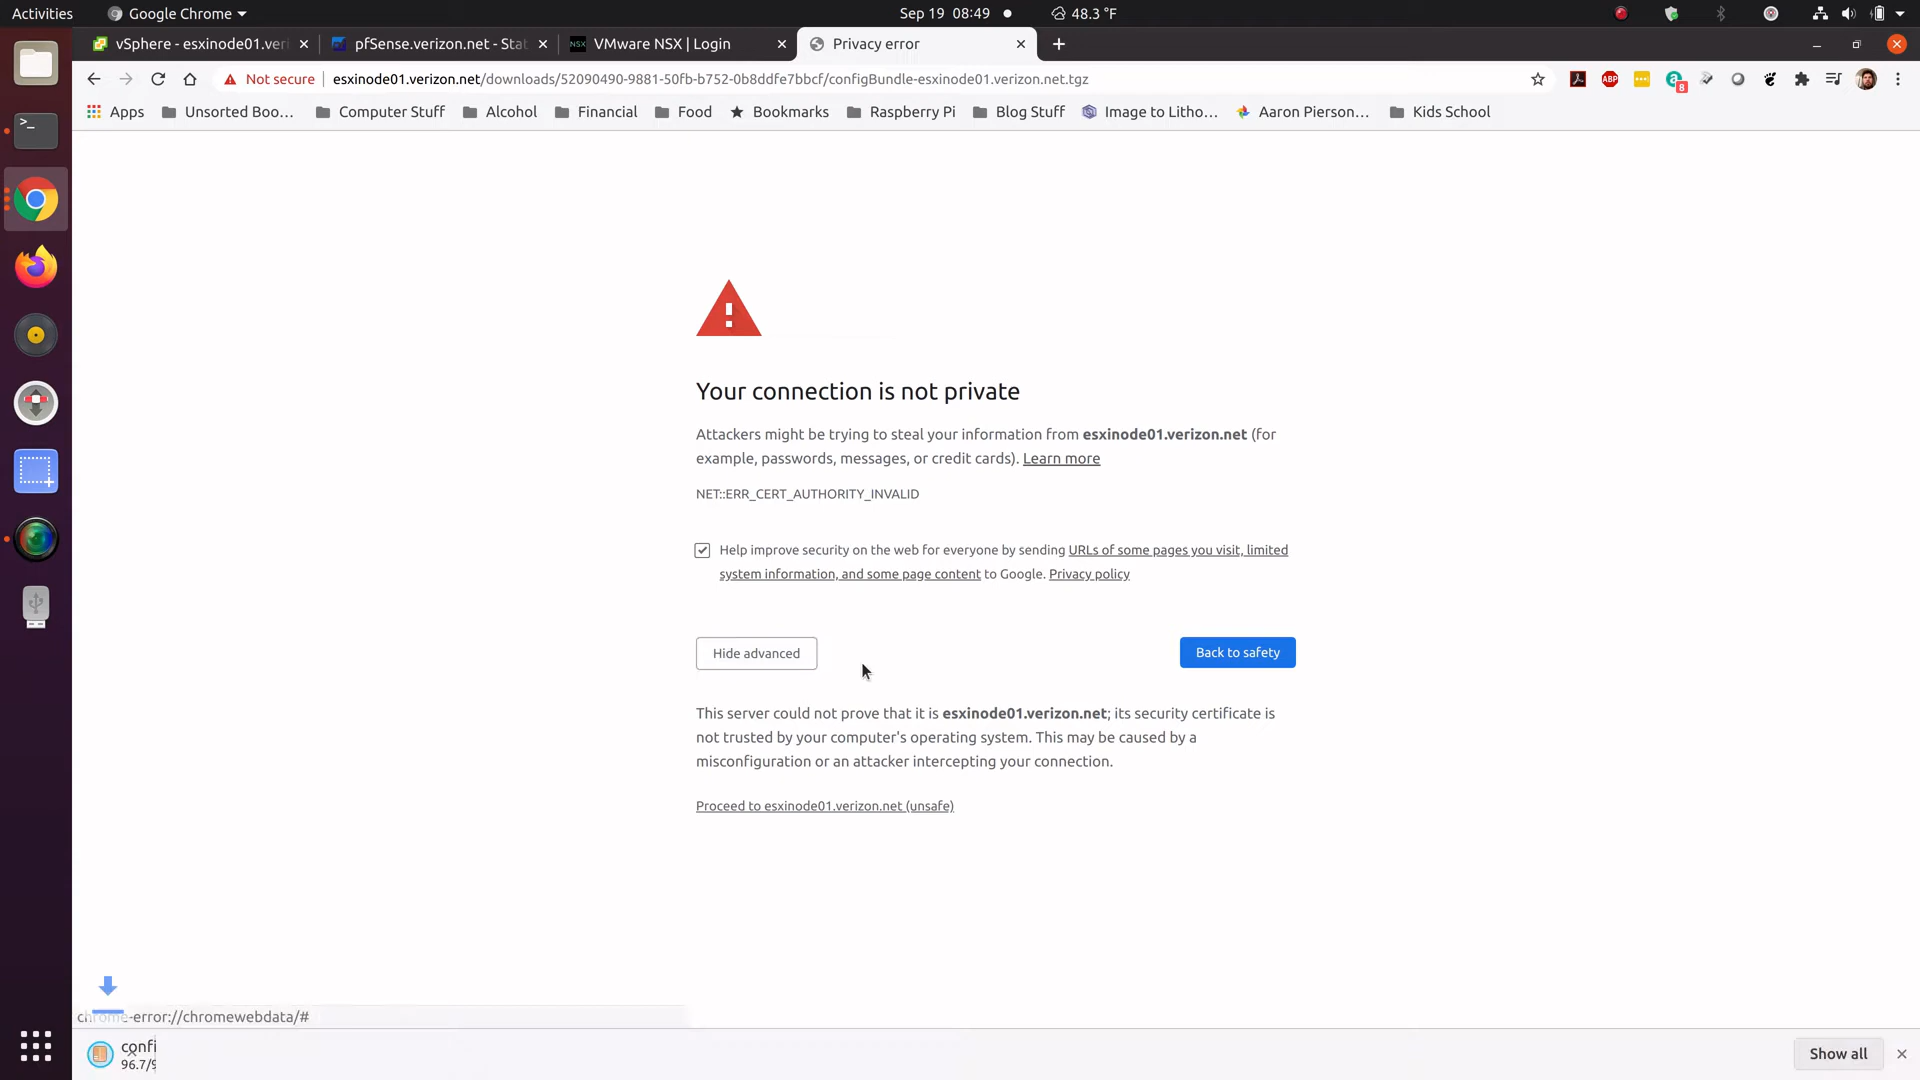 Activities
Google Chrome
Sep 19 08:49
48.3 °F
vSphere - esxinode01.veri
pfSense.verizon.net - Stat
VMware NSX | Login
Privacy error
Not secure
esxinode01.verizon.net/downloads/52090490-9881-50fb-b752-0b8ddfe7bbcf/configBundle-esxinode01.verizon.net.tgz
ABP
8
Apps
Unsorted Boo...
Computer Stuff
Alcohol
Financial
Food
Bookmarks
Raspberry Pi
Blog Stuff
Image to Litho...
Aaron Pierson...
Kids School
Your connection is not private
Attackers might be trying to steal your information from esxinode01.verizon.net (for
example, passwords, messages, or credit cards). Learn more
NET::ERR_CERT_AUTHORITY_INVALID
Help improve security on the web for everyone by sending URLs of some pages you visit, limited
system information, and some page content to Google. Privacy policy
Hide advanced
Back to safety
This server could not prove that it is esxinode01.verizon.net; its security certificate is
not trusted by your computer's operating system. This may be caused by a
misconfiguration or an attacker intercepting your connection.
Proceed to esxinode01.verizon.net (unsafe)
chrome-error://chromewebdata/#
confi
96.7/9
Show all